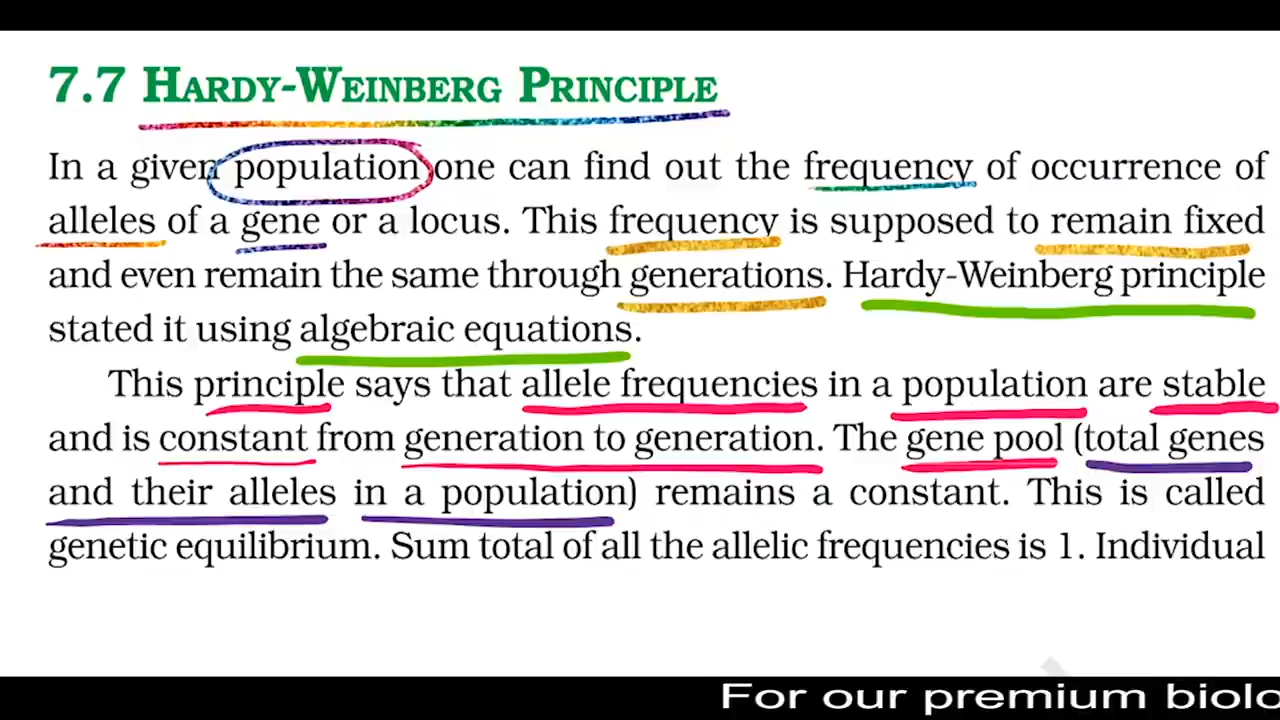 7.7 HARDY-WEINBERG PRINCIPLE
In a given population one can find out the frequency of occurrence of
alleles of a gene or a locus. This frequency is supposed to remain fixed
and even remain the same through generations. Hardy-Weinberg principle
stated it using algebraic equations.
This principle says that allele frequencies in a population are stable
and is constant from generation to generation. The gene pool (total genes
and their alleles in a population) remains a constant. This is called
genetic equilibrium. Sum total of all the allelic frequencies is 1. Individual
For our premium biolo